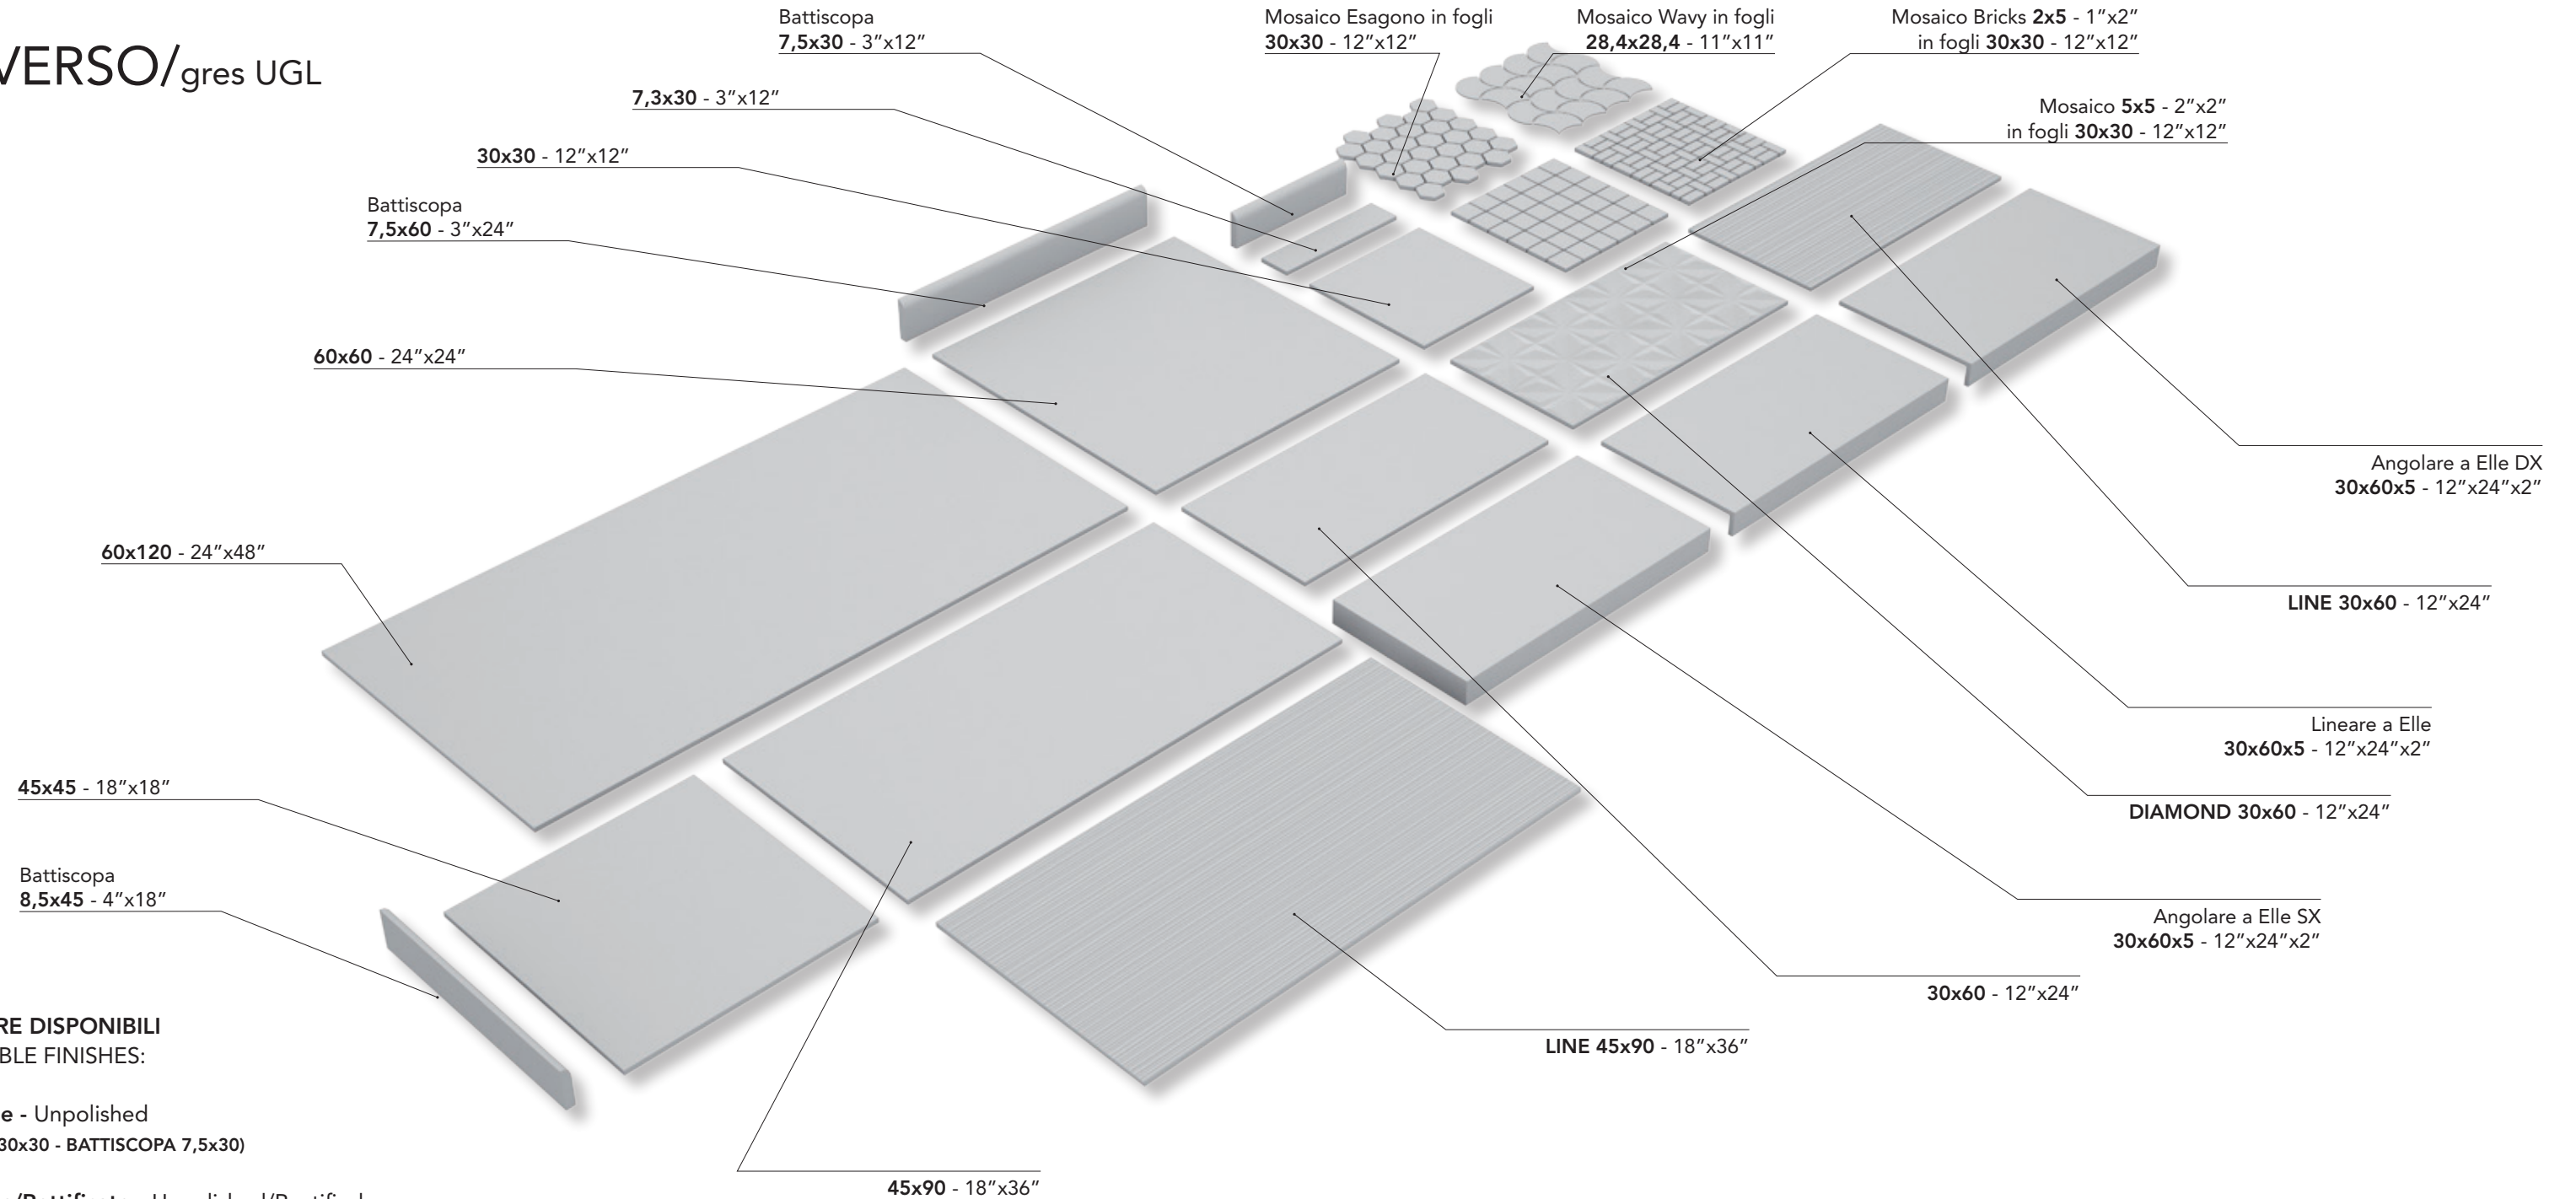 VERSO/gres UGL
Battiscopa
7,5x30 - 3”x12”
Mosaico Esagono in fogli
30x30 - 12”x12”
Mosaico Wavy in fogli
28,4x28,4 - 11”x11”
Mosaico Bricks 2x5 - 1”x2”
in fogli 30x30 - 12”x12”
7,3x30 - 3”x12”
Mosaico 5x5 - 2”x2”
in fogli 30x30 - 12”x12”
30x30 - 12”x12”
Battiscopa
7,5x60 - 3”x24”
60x60 - 24”x24”
Angolare a Elle DX
30x60x5 - 12”x24”x2”
60x120 - 24”x48”
LINE 30x60 - 12”x24”
Lineare a Elle
30x60x5 - 12”x24”x2”
45x45 - 18”x18”
DIAMOND 30x60 - 12”x24”
Battiscopa
8,5x45 - 4”x18”
Angolare a Elle SX
30x60x5 - 12”x24”x2”
30x60 - 12”x24”
RE DISPONIBILI
BLE FINISHES:
LINE 45x90 - 18”x36”
e - Unpolished
30x30 - BATTISCOPA 7,5x30)
45x90 - 18”x36”